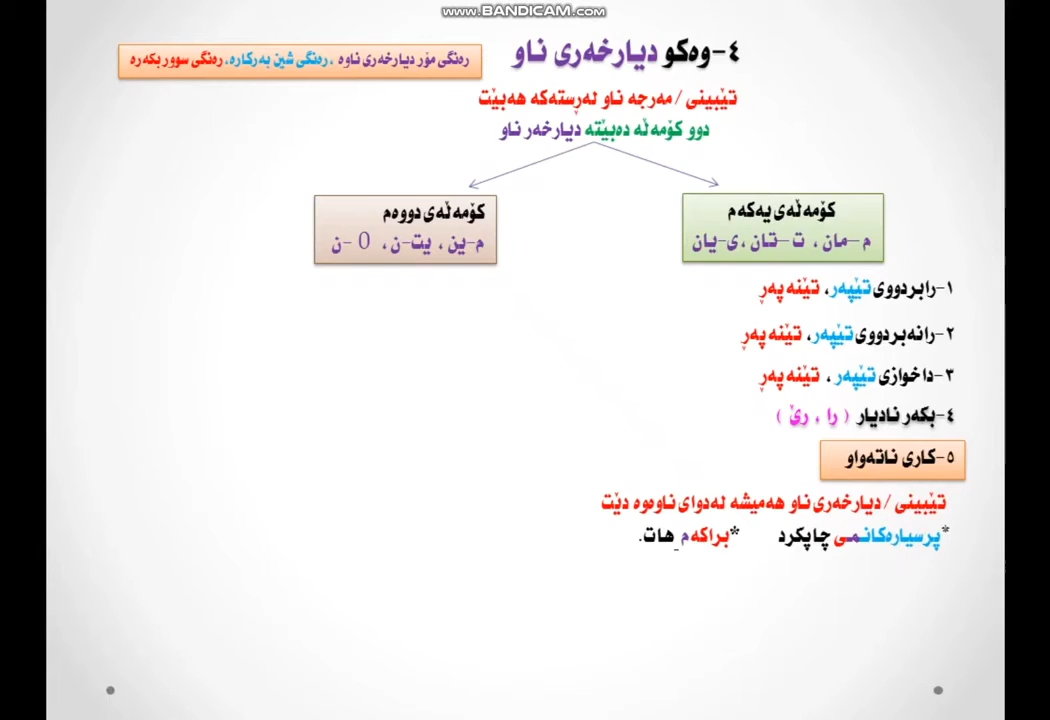 www.BANDICAM.com
٤-وەکو دیارخەری ناو
رەنگی مۆر دیارخەری ناوە ، رەنگی شین بەرکارە، رەنگی سوور بکەرە
تێبینی / مەرجە ناو لەڕستەکە هەبێت
دوو کۆمەڵە دەبێتە دیارخەر ناو
کۆمەڵەی یەکەم
م-مان، ت-تان، ی-یان
کۆمەڵەی دووەم
م-ین، یت-ن، 0-ن
١-رابردووی تێپەر، تێنەپەڕ
٢-رانەبردووی تێپەر، تێنەپەڕ
٣-داخوازی تێپەر ، تێنەپەڕ
٤-بکەر نادیار ( را ، رێ )
٥-کاری ناتەواو
تێبینی / دیارخەری ناو هەمیشە لەدوای ناوەوە دێت
*پرسیارەکانمی چاپکرد *براکەم_هات.